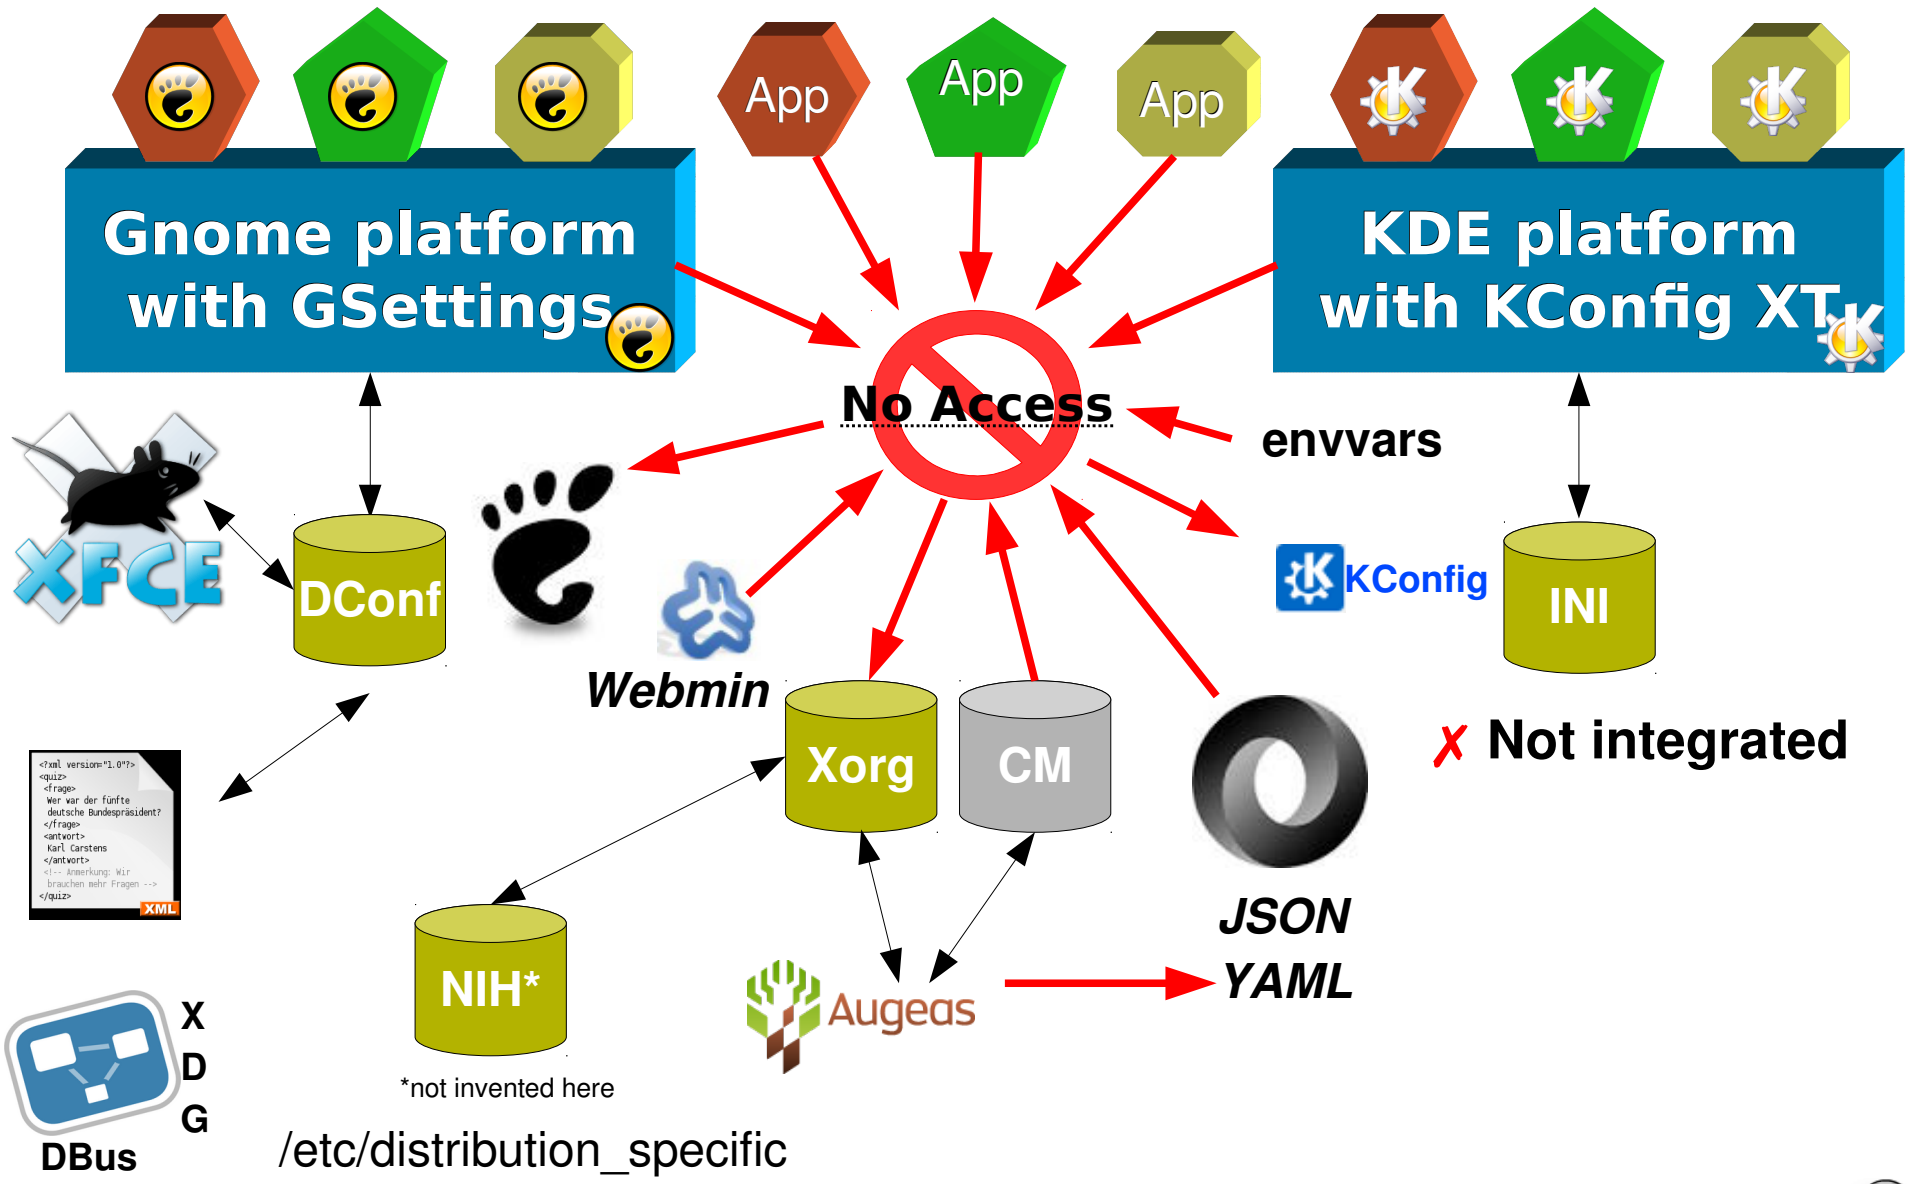 App
App
App
Gnome platform
with GSettings
KDE platform
with KConfig XT
No Access
envvars
XFCE
DConf
KConfig
INI
Webmin
Xorg
CM
✗ Not integrated
<?xml version="1.0"?>
<quiz>
<frage>
Wer war der fünfte
deutsche Bundespräsident?
</frage>
<antwort>
Karl Carstens
</antwort>
<!-- Anmerkung: Wir
brauchen mehr Fragen -->
</quiz>
XML
JSON
YAML
NIH*
Augeas
*not invented here
X
D
G
DBus
/etc/distribution_specific